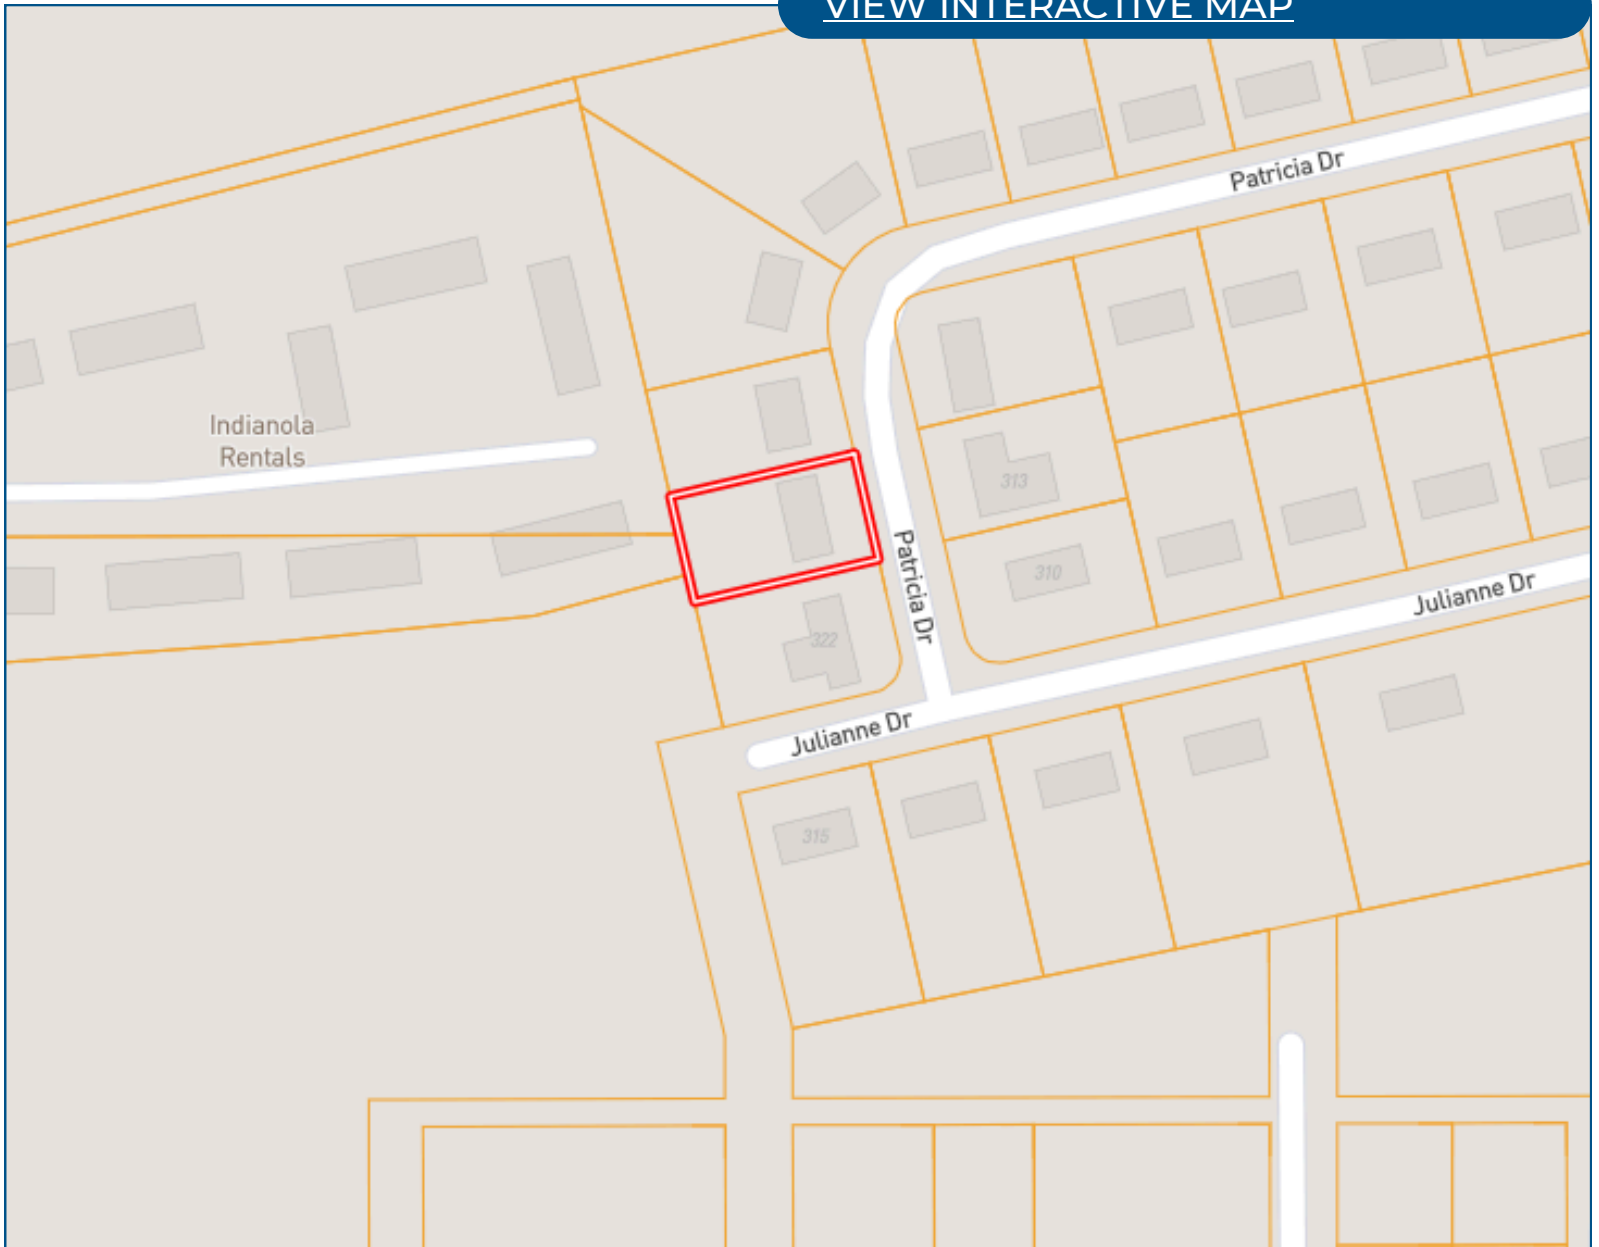 VIEW INTERACTIVE MAP
Patricia Dr
Indianola
Rentals
313
Patricia Dr
310
Julianne Dr
322
Julianne Dr
315